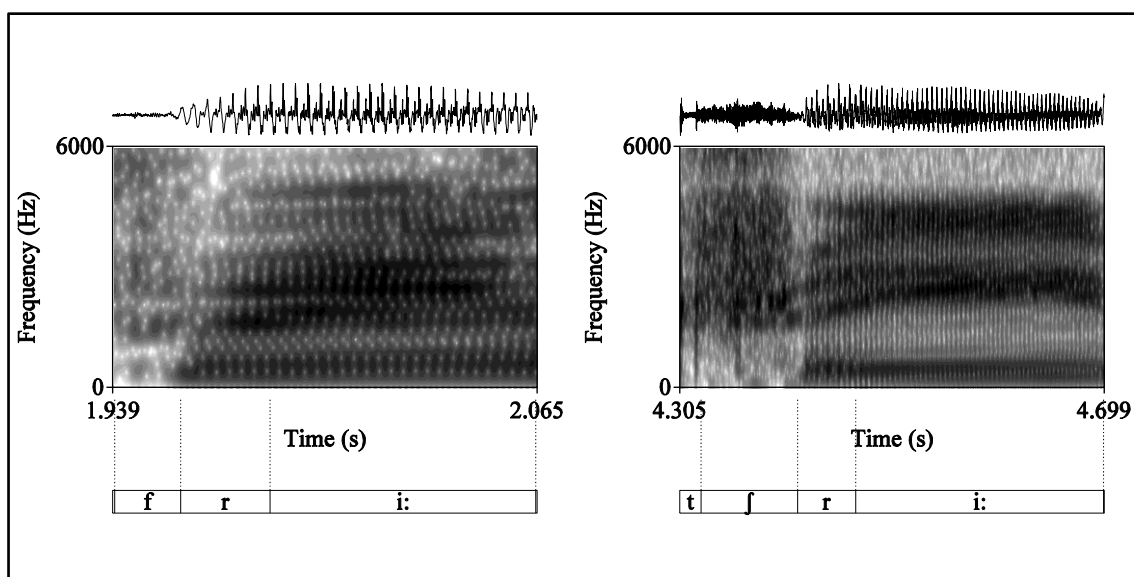 6000
Frequency (Hz)
0
1.939
2.065
Time (s)
f r i:
6000
Frequency (Hz)
0
4.305
4.699
Time (s)
t ʃ r i: